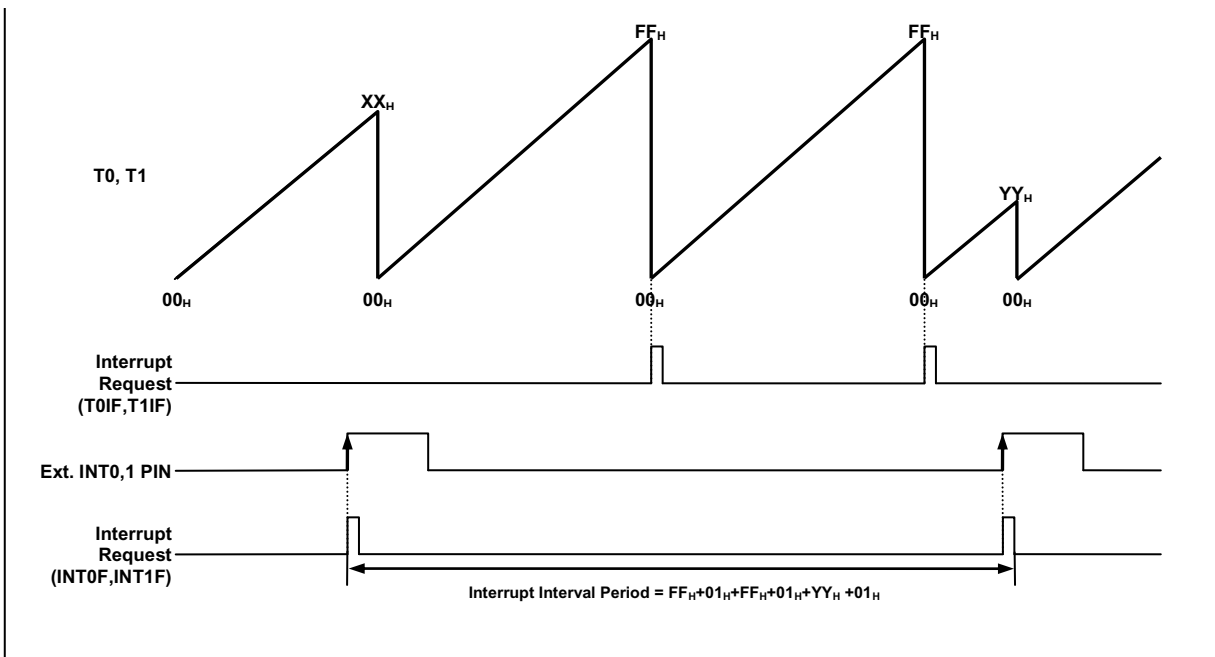 FFH
FFH
XXH
T0, T1
YYH
00H
00H
00H
00H
00H
Interrupt
Request
(T0IF,T1IF)
Ext. INT0,1 PIN
Interrupt
Request
(INT0F,INT1F)
Interrupt Interval Period = FFH+01H+FFH+01H+YYH +01H